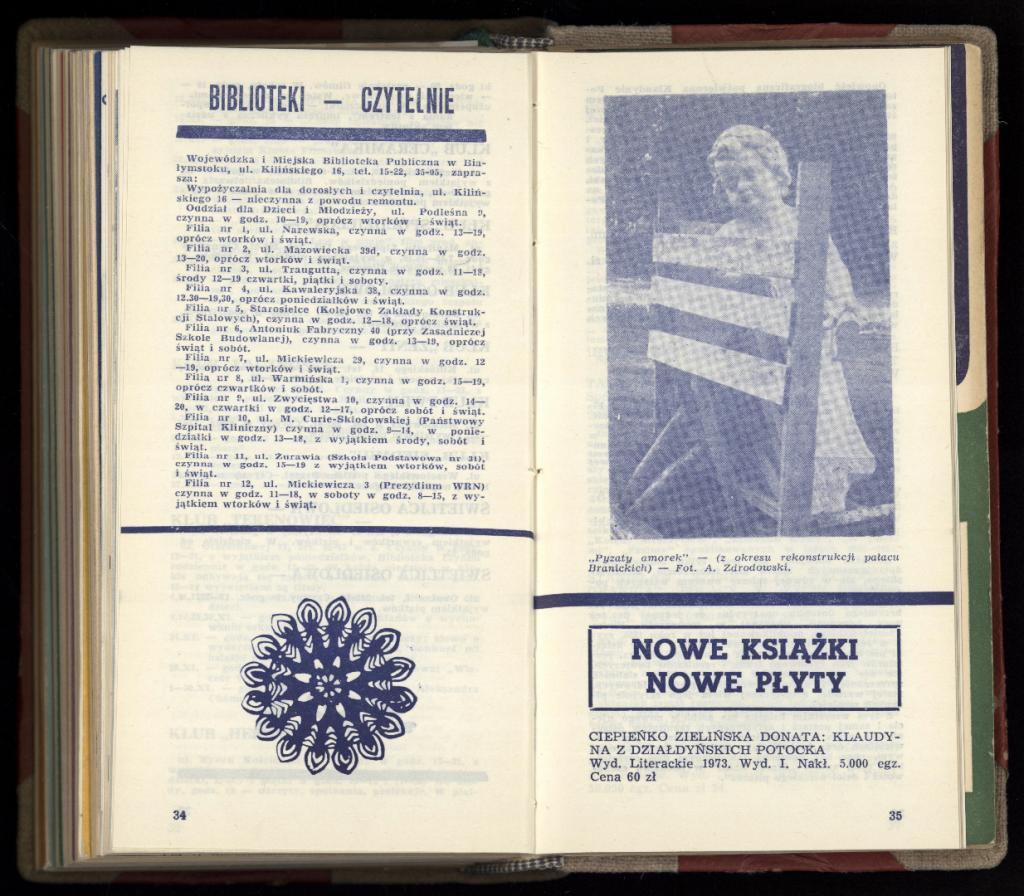 BIBLIOTEKI — CZYTELNIE
Wojewódzka i Miejska Biblioteka Publiczna w Bia-
łymstoku, ul. Kilińskiego 16, tel. 15-22, 35-05, zapra-
sza:
Wypożyczalnia dla dorosłych i czytelnia, ul. Kiliń-
skiego 16 — nieczynna z powodu remontu.
Oddział dla Dzieci i Młodzieży, ul. Podleśna 9,
czynna w godz. 10—19, oprócz wtorków i świąt.
Filia nr 1, ul. Narewska, czynna w godz. 13—19,
oprócz wtorków i świąt.
Filia nr 2, ul. Mazowiecka 39d, czynna w godz.
13—20, oprócz wtorków i świąt.
Filia nr 3, ul. Traugutta, czynna w godz. 11—18,
środy 12—19 czwartki, piątki i soboty.
Filia nr 4, ul. Kawaleryjska 38, czynna w godz.
12.30—19,30, oprócz poniedziałków i świąt.
Filia nr 5, Starosielce (Kolejowe Zakłady Konstruk-
cji Stalowych), czynna w godz. 12—18, oprócz świąt.
Filia nr 6, Antoniuk Fabryczny 40 (przy Zasadniczej
Szkole Budowlanej), czynna w godz. 13—19, oprócz
świąt i sobót.
Filia nr 7, ul. Mickiewicza 29, czynna w godz. 12
—19, oprócz wtorków i świąt.
Filia nr 8, ul. Warmińska 1, czynna w godz. 15—19,
oprócz czwartków i sobót.
Filia nr 9, ul. Zwycięstwa 10, czynna w godz. 14—
20, w czwartki w godz. 12—17, oprócz sobót i świąt.
Filia nr 10, ul. M. Curie-Skłodowskiej (Państwowy
Szpital Kliniczny) czynna w godz. 9—14, w ponie-
działki w godz. 13—18, z wyjątkiem środy, sobót i
świąt.
Filia nr 11, ul. Żurawia (Szkoła Podstawowa nr 31),
czynna w godz. 15—19 z wyjątkiem wtorków, sobót
i świąt.
Filia nr 12, ul. Mickiewicza 3 (Prezydium WRN)
czynna w godz. 11—18, w soboty w godz. 8—15, z wy-
jątkiem wtorków i świąt.
34
„Pyzaty amorek” — (z okresu rekonstrukcji pałacu
Branickich) — Fot. A. Zdrodowski.
NOWE KSIĄŻKI
NOWE PŁYTY
CIEPIEŃKO ZIELIŃSKA DONATA: KLAUDY-
NA Z DZIAŁDYŃSKICH POTOCKA
Wyd. Literackie 1973. Wyd. I. Nakł. 5.000 egz.
Cena 60 zł
35